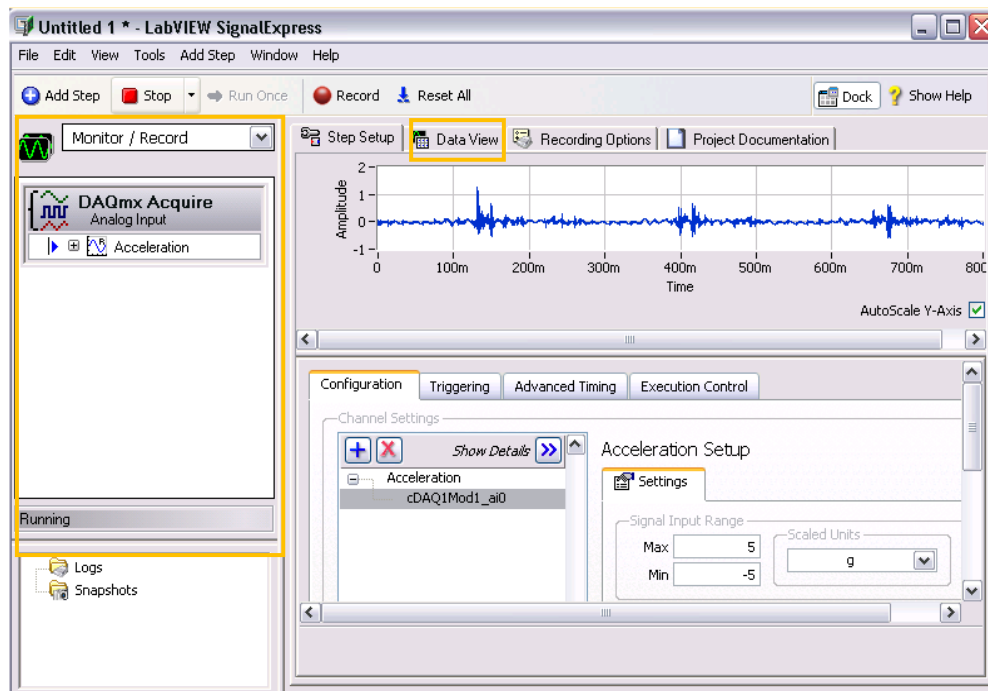 Untitled 1 * - LabVIEW SignalExpress
File Edit View Tools Add Step Window Help
Add Step Stop Run Once Record Reset All Dock Show Help
Monitor / Record
DAQmx Acquire
Analog Input
Acceleration
Running
Logs
Snapshots
Step Setup Data View Recording Options Project Documentation
Amplitude
2
1
0
-1
0 100m 200m 300m 400m 500m 600m 700m 800
Time
AutoScale Y-Axis
Configuration Triggering Advanced Timing Execution Control
Channel Settings
Show Details
Acceleration
cDAQ1Mod1_ai0
Acceleration Setup
Settings
Signal Input Range
Max 5
Min -5
Scaled Units
g